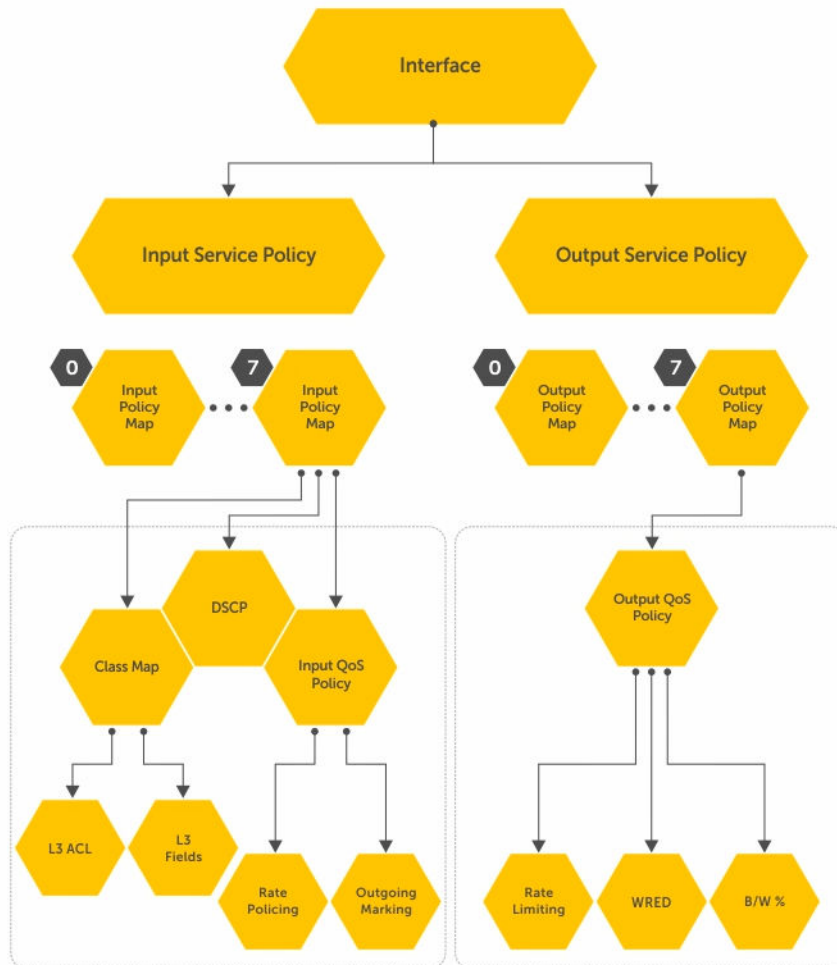 Interface
Input Service Policy
Output Service Policy
0
Input
Policy
Map
7
Input
Policy
Map
0
Output
Policy
Map
7
Output
Policy
Map
DSCP
Output QoS
Policy
Class Map
Input QoS
Policy
L3 ACL
L3
Fields
Rate
Policing
Outgoing
Marking
Rate
Limiting
WRED
B/W %